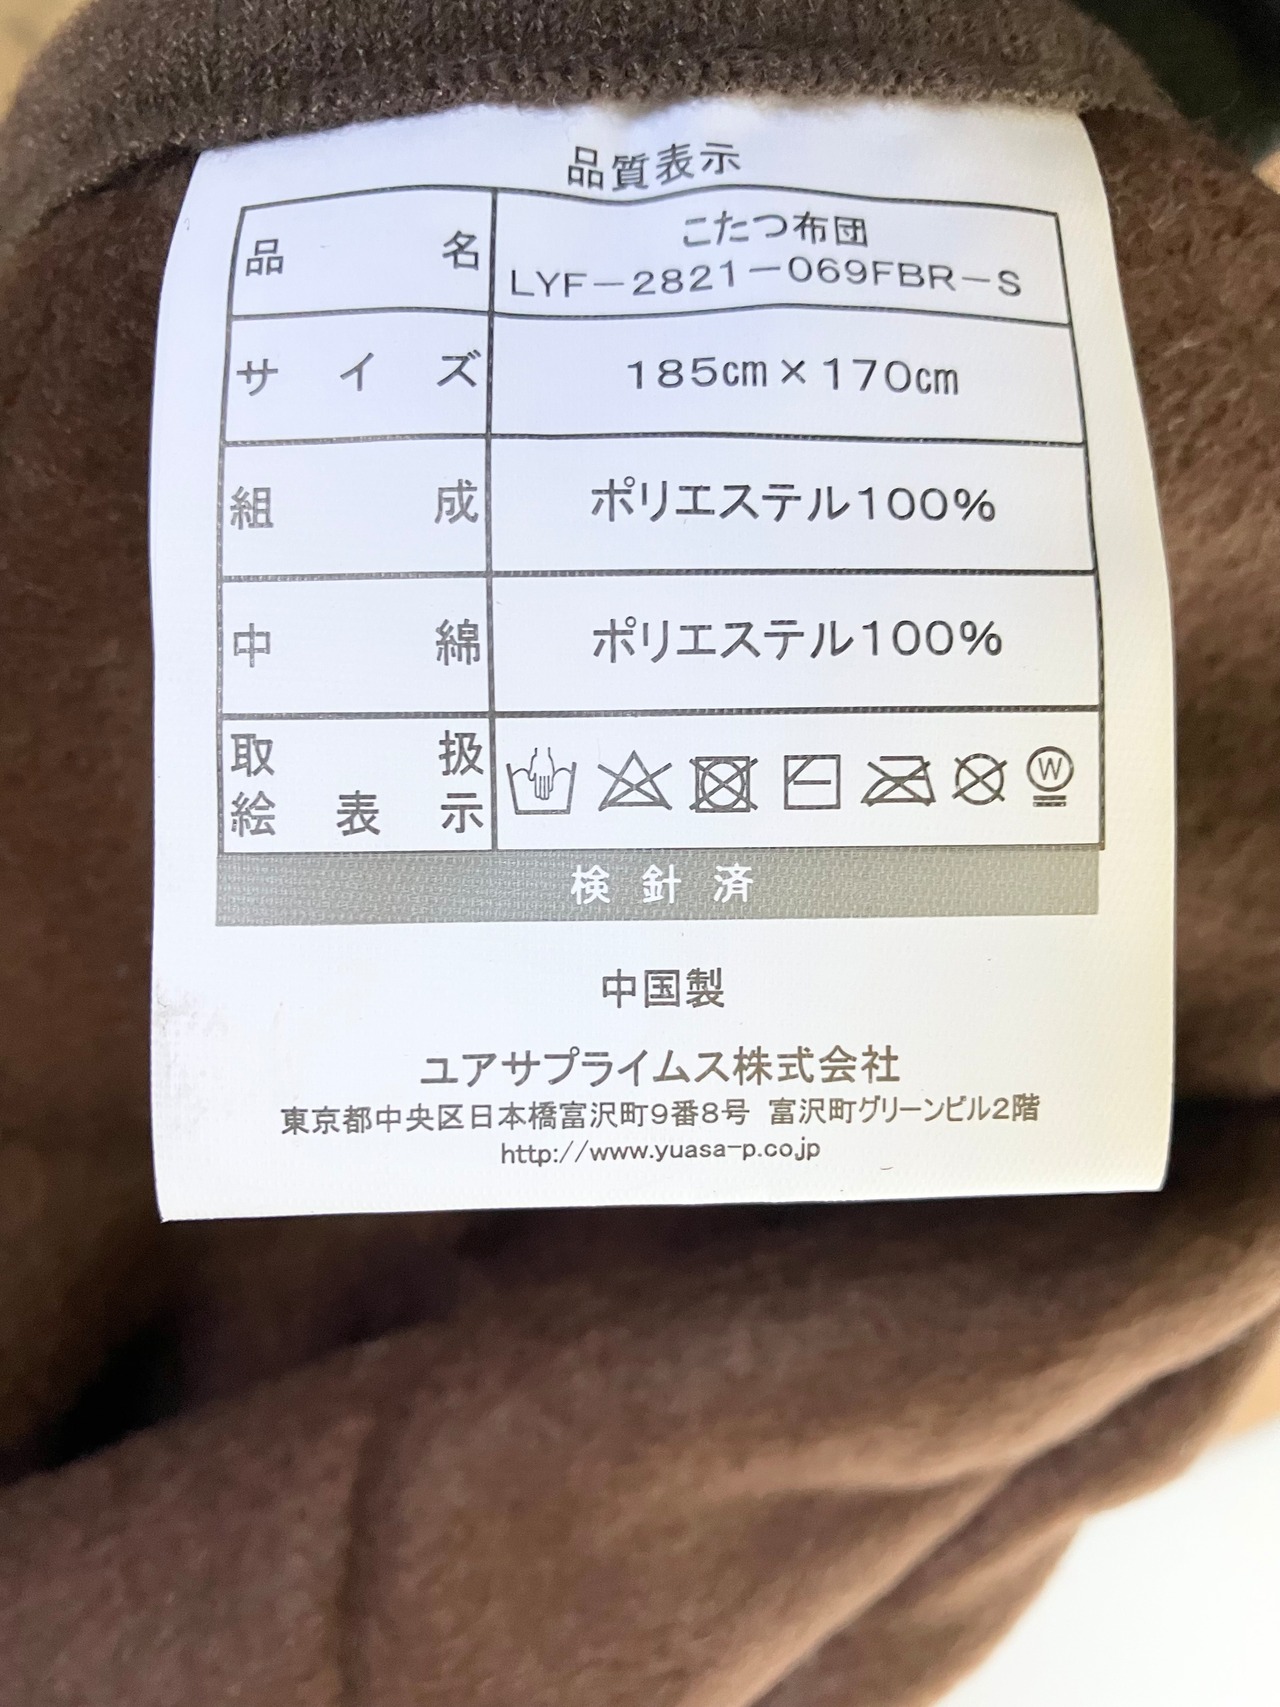 品質表示
品名 こたつ布団
LYF-2821-069FBR-S
サイズ 185cm×170cm
組成 ポリエステル100%
中綿 ポリエステル100%
取扱
絵表示
W
検針済
中国製
ユアサプライムス株式会社
東京都中央区日本橋富沢町9番8号 富沢町グリーンビル2階
http://www.yuasa-p.co.jp